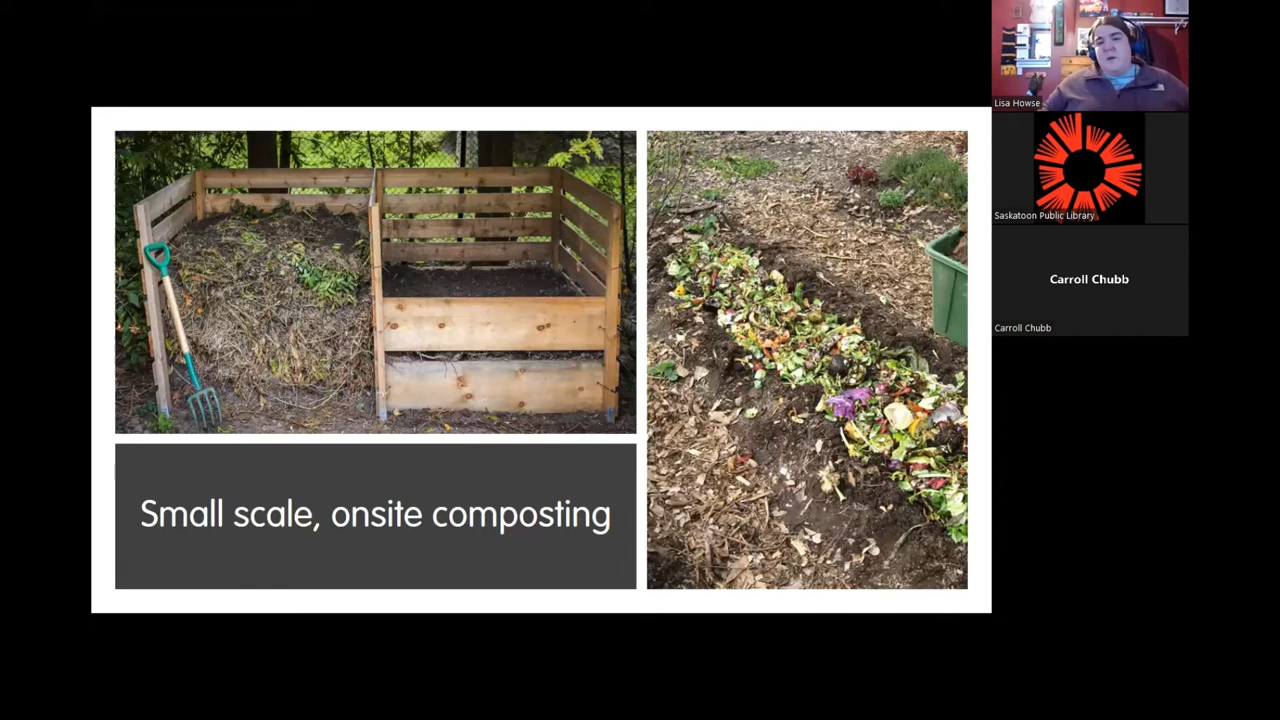 Small scale, onsite composting
Lisa Howse
Saskatoon Public Library
Carroll Chubb
Carroll Chubb